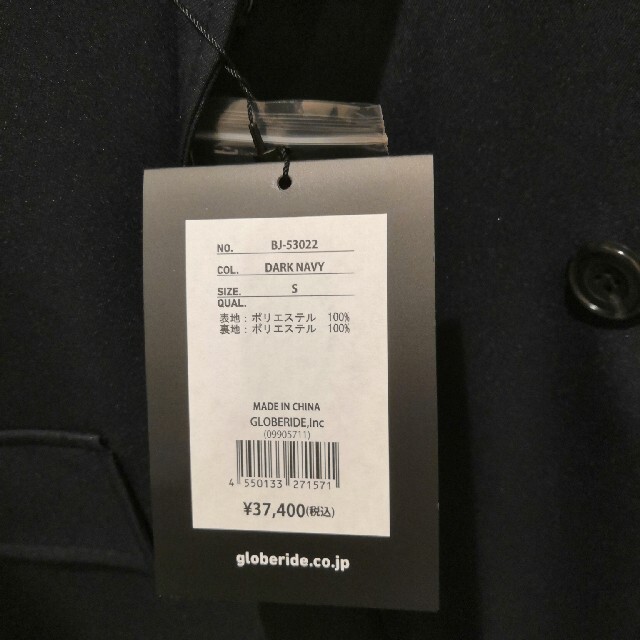 NO. BJ-53022
COL. DARK NAVY
SIZE. S
QUAL.
表地：ポリエステル 100%
裏地：ポリエステル 100%
MADE IN CHINA
GLOBERIDE,Inc
(09905711)
4 550133 271571
¥37,400(税込)
globeride.co.jp